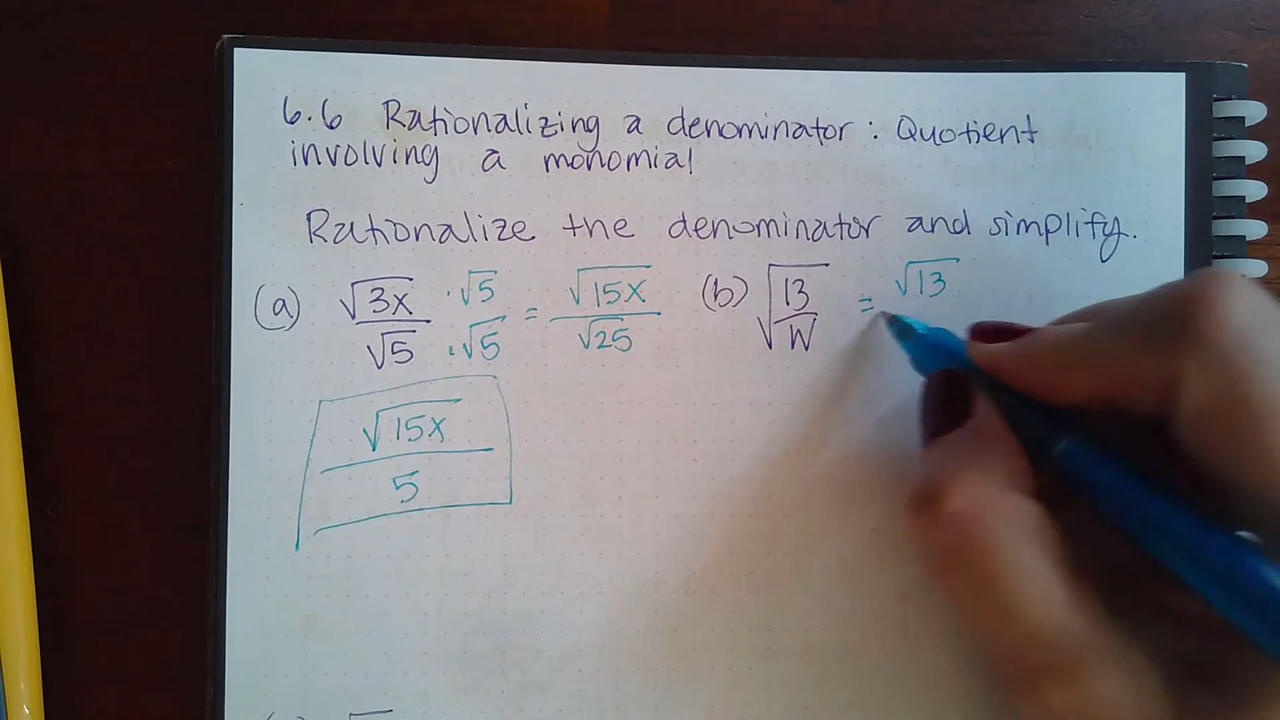 6.6 Rationalizing a denominator: Quotient
involving a monomial
Rationalize the denominator and simplify.
(a) √3x/√5 · √5/√5 = √15x/√25 (b) √(13/W) = √13
√15x/5